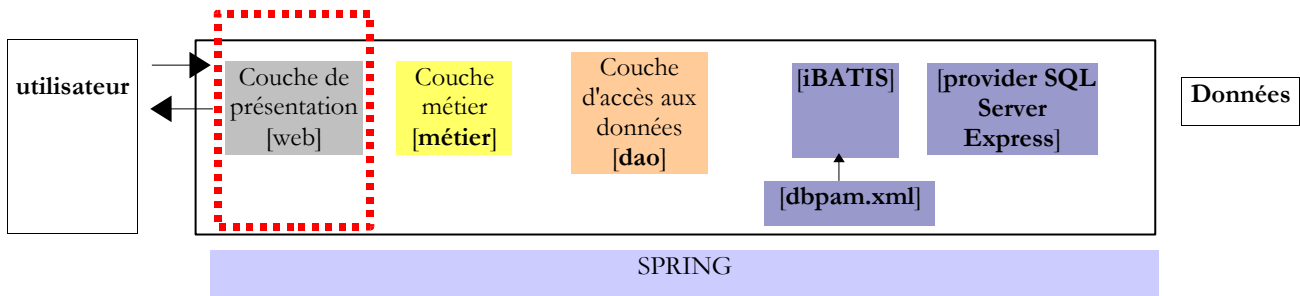 utilisateur
Couche de
présentation
[web]
Couche
métier
[métier]
Couche
d'accès aux
données
[dao]
[iBATIS]
[provider SQL
Server
Express]
Données
[dbpam.xml]
SPRING